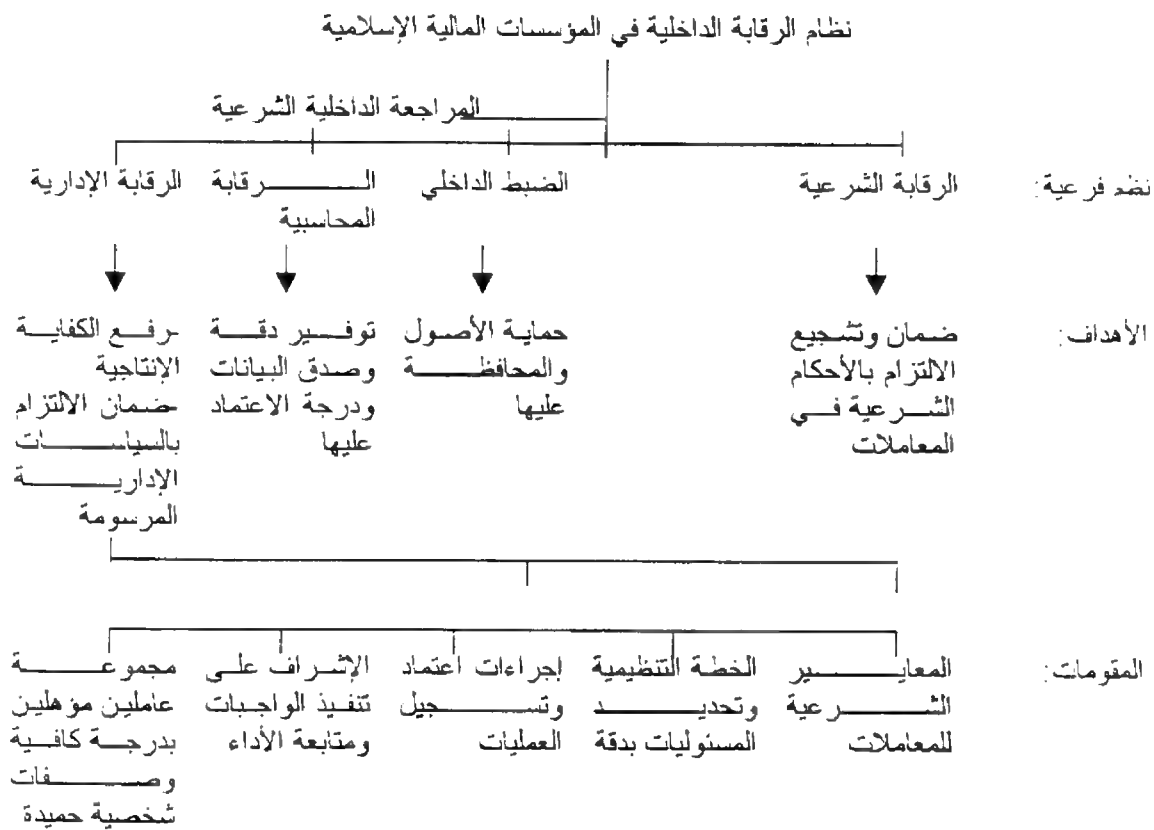 نظام الرقابة الداخلية في المؤسسات المالية الإسلامية
المراجعة الداخلية الشرعية
نظم فرعية:
الرقابة الشرعية
الضبط الداخلي
الرقابة
المحاسبية
الرقابة الإدارية
الأهداف:
ضمان وتشجيع
الالتزام بالأحكام
الشرعية في
المعاملات
حماية الأصول
والمحافظة
عليها
توفير دقة
وصدق البيانات
ودرجة الاعتماد
عليها
-رفع الكفاية
الإنتاجية
-ضمان الالتزام
بالسياسات
الإدارية
المرسومة
المقومات:
المعايير
الشرعية
للمعاملات
الخطة التنظيمية
وتحديد
المسئوليات بدقة
إجراءات اعتماد
وتسجيل
العمليات
الإشراف على
تنفيذ الواجبات
ومتابعة الأداء
مجموعة
عاملين مؤهلين
بدرجة كافية
وصفات
شخصية حميدة